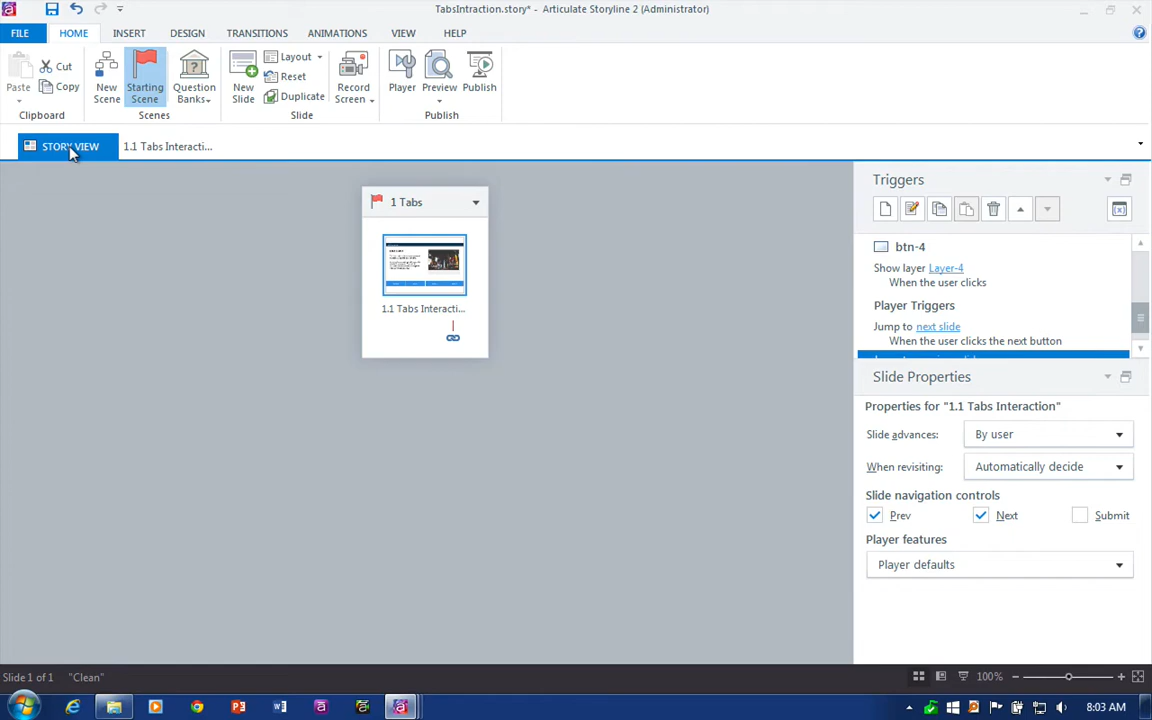 TabsIntraction.story* - Articulate Storyline 2 (Administrator)
FILE HOME INSERT DESIGN TRANSITIONS ANIMATIONS VIEW HELP
Paste Cut Copy Clipboard
New Scene Starting Scene Question Banks Scenes
New Slide Layout Reset Duplicate Record Screen Slide
Player Preview Publish Publish
STORY VIEW 1.1 Tabs Interacti...
1 Tabs
1.1 Tabs Interacti...
Triggers
btn-4
Show layer Layer-4
When the user clicks
Player Triggers
Jump to next slide
When the user clicks the next button
Slide Properties
Properties for "1.1 Tabs Interaction"
Slide advances: By user
When revisiting: Automatically decide
Slide navigation controls
Prev Next Submit
Player features
Player defaults
Slide 1 of 1 "Clean" 100%
8:03 AM